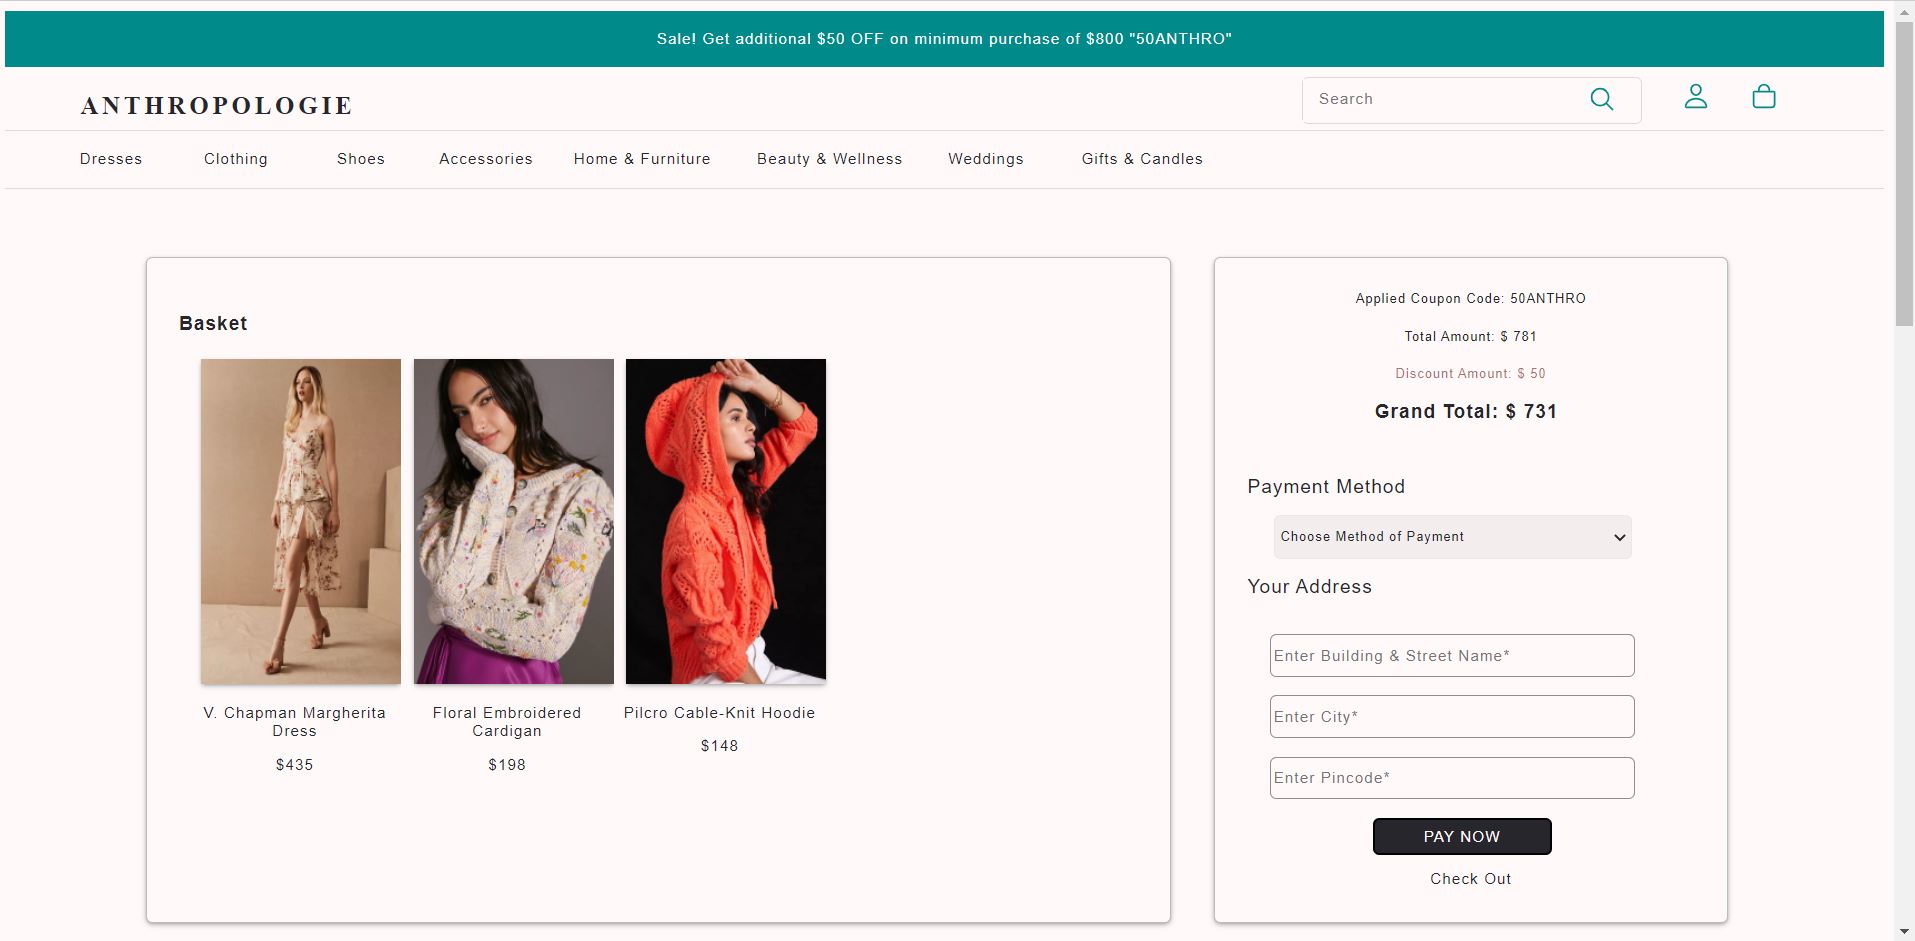 Sale! Get additional $50 OFF on minimum purchase of $800 "50ANTHRO"
ANTHROPOLOGIE
Search
Dresses
Clothing
Shoes
Accessories
Home & Furniture
Beauty & Wellness
Weddings
Gifts & Candles
Basket
V. Chapman Margherita
Dress
$435
Floral Embroidered
Cardigan
$198
Pilcro Cable-Knit Hoodie
$148
Applied Coupon Code: 50ANTHRO
Total Amount: $ 781
Discount Amount: $ 50
Grand Total: $ 731
Payment Method
Choose Method of Payment
Your Address
Enter Building & Street Name*
Enter City*
Enter Pincode*
PAY NOW
Check Out